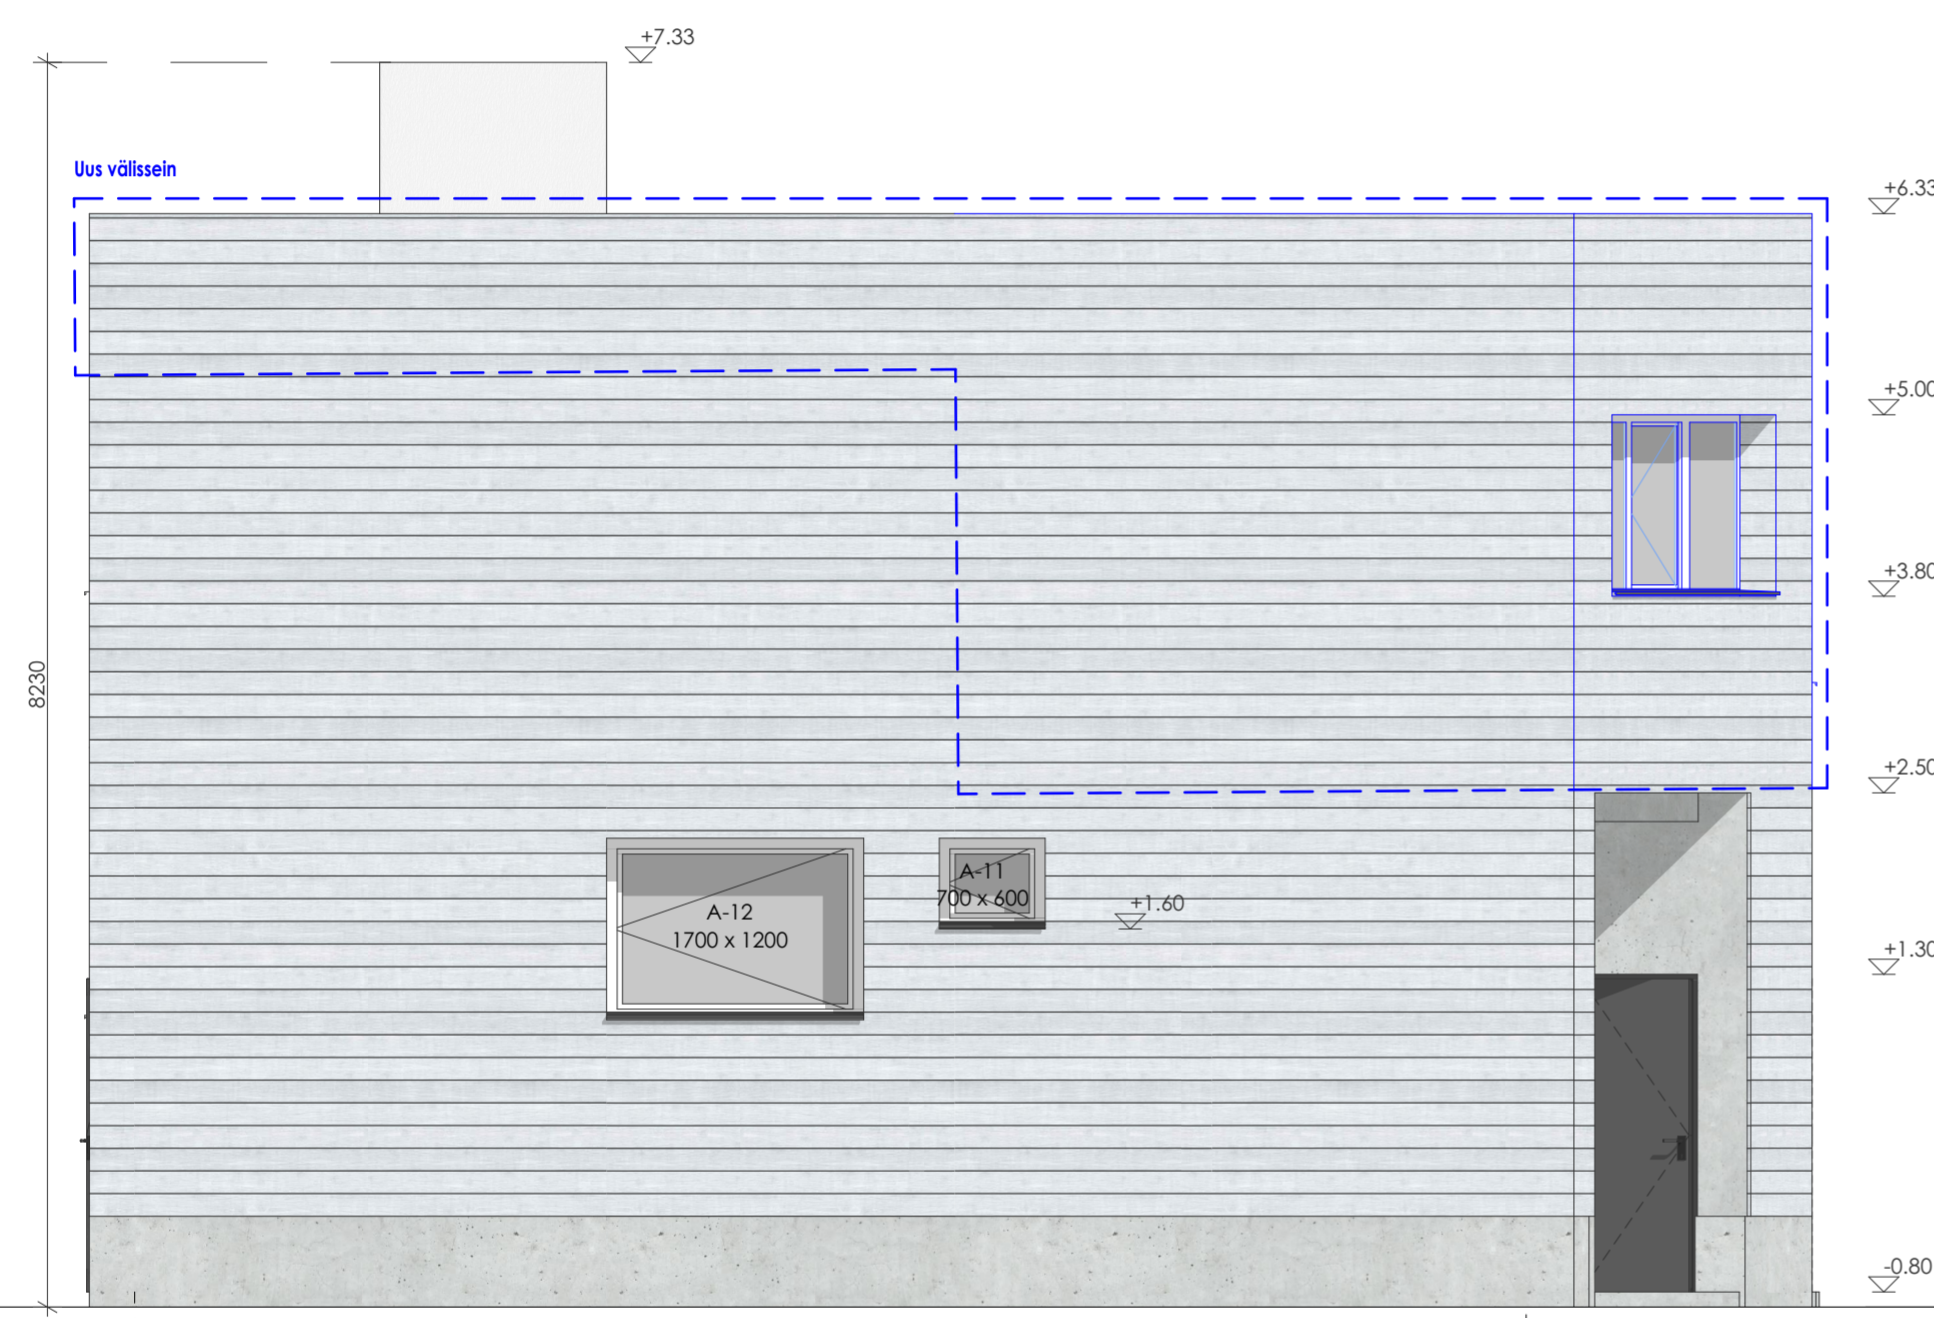 +7.33
Uus välissein
+6.33
+5.00
+3.80
8230
+2.50
A-12
1700 x 1200
A-11
700 x 600
+1.60
+1.30
-0.80